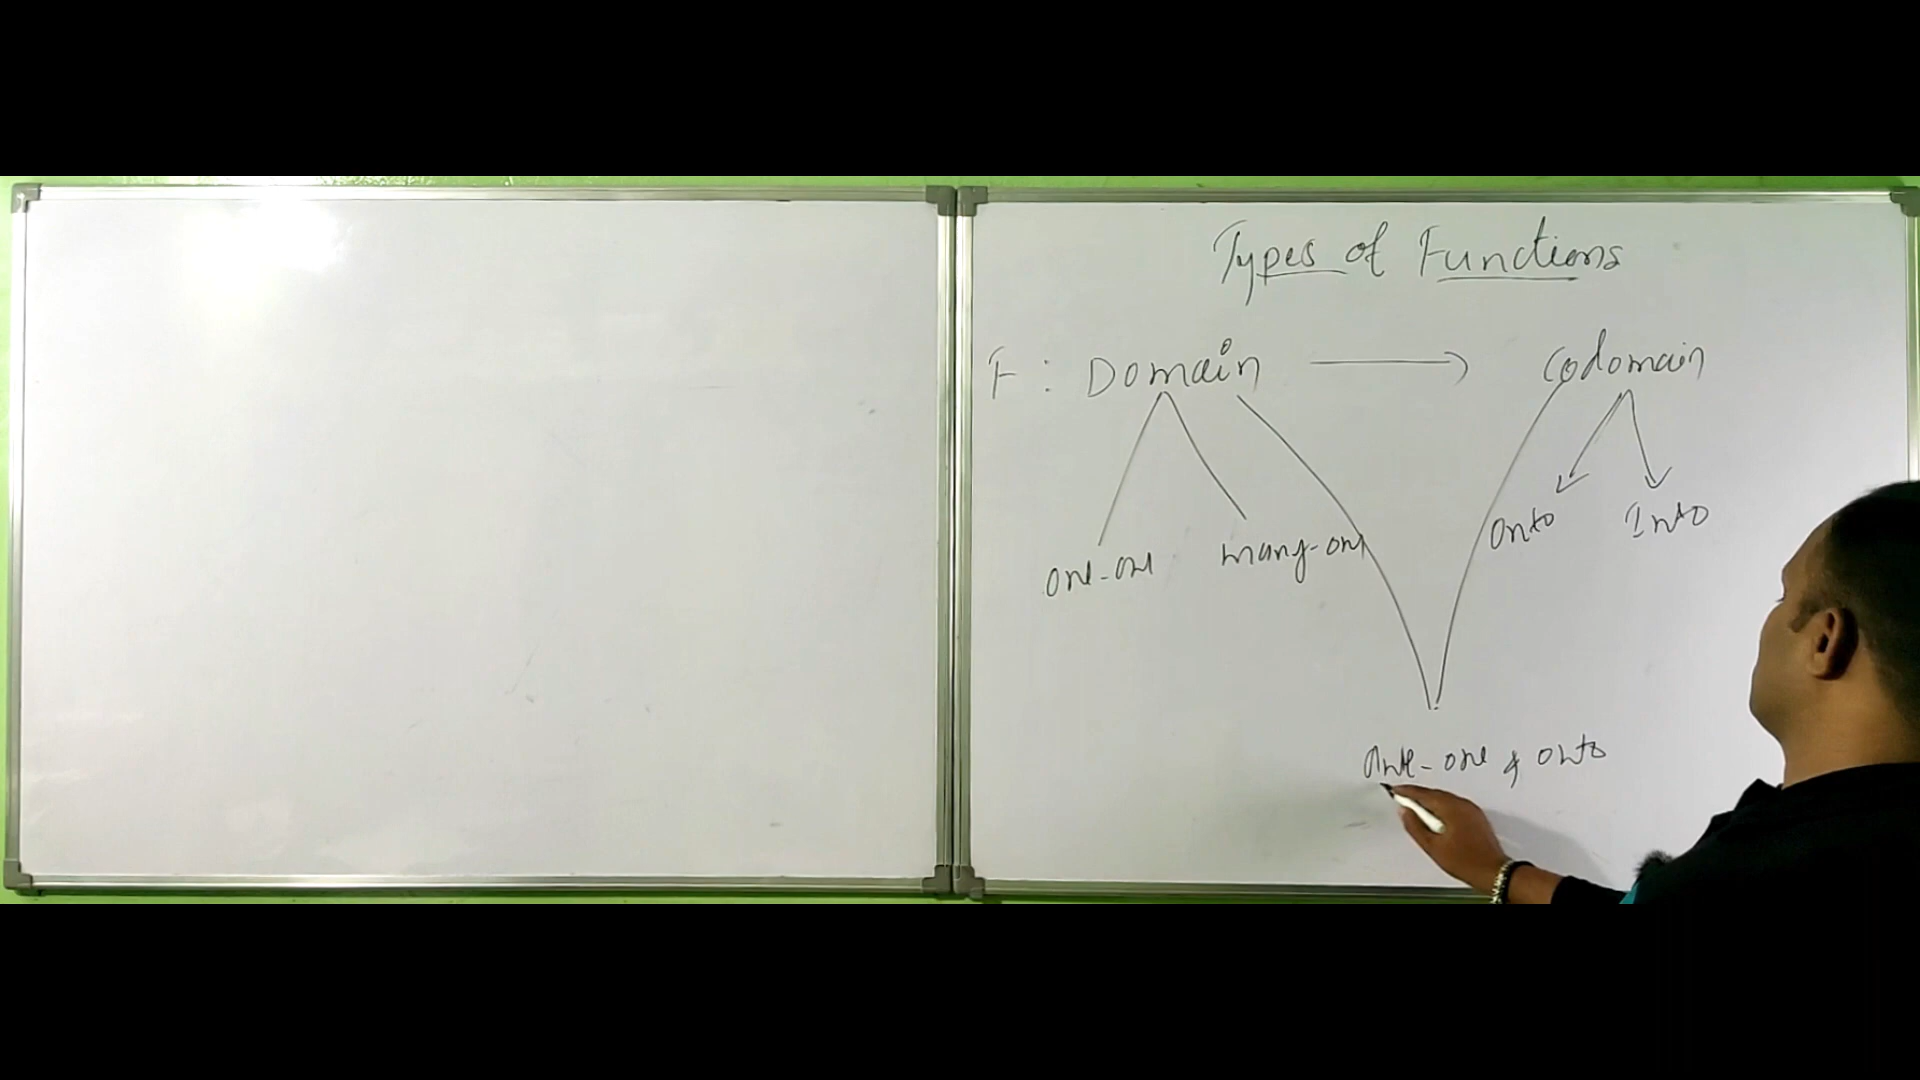 Types of Functions
F : Domain → Codomain
one-one many-one onto Into
one-one & onto